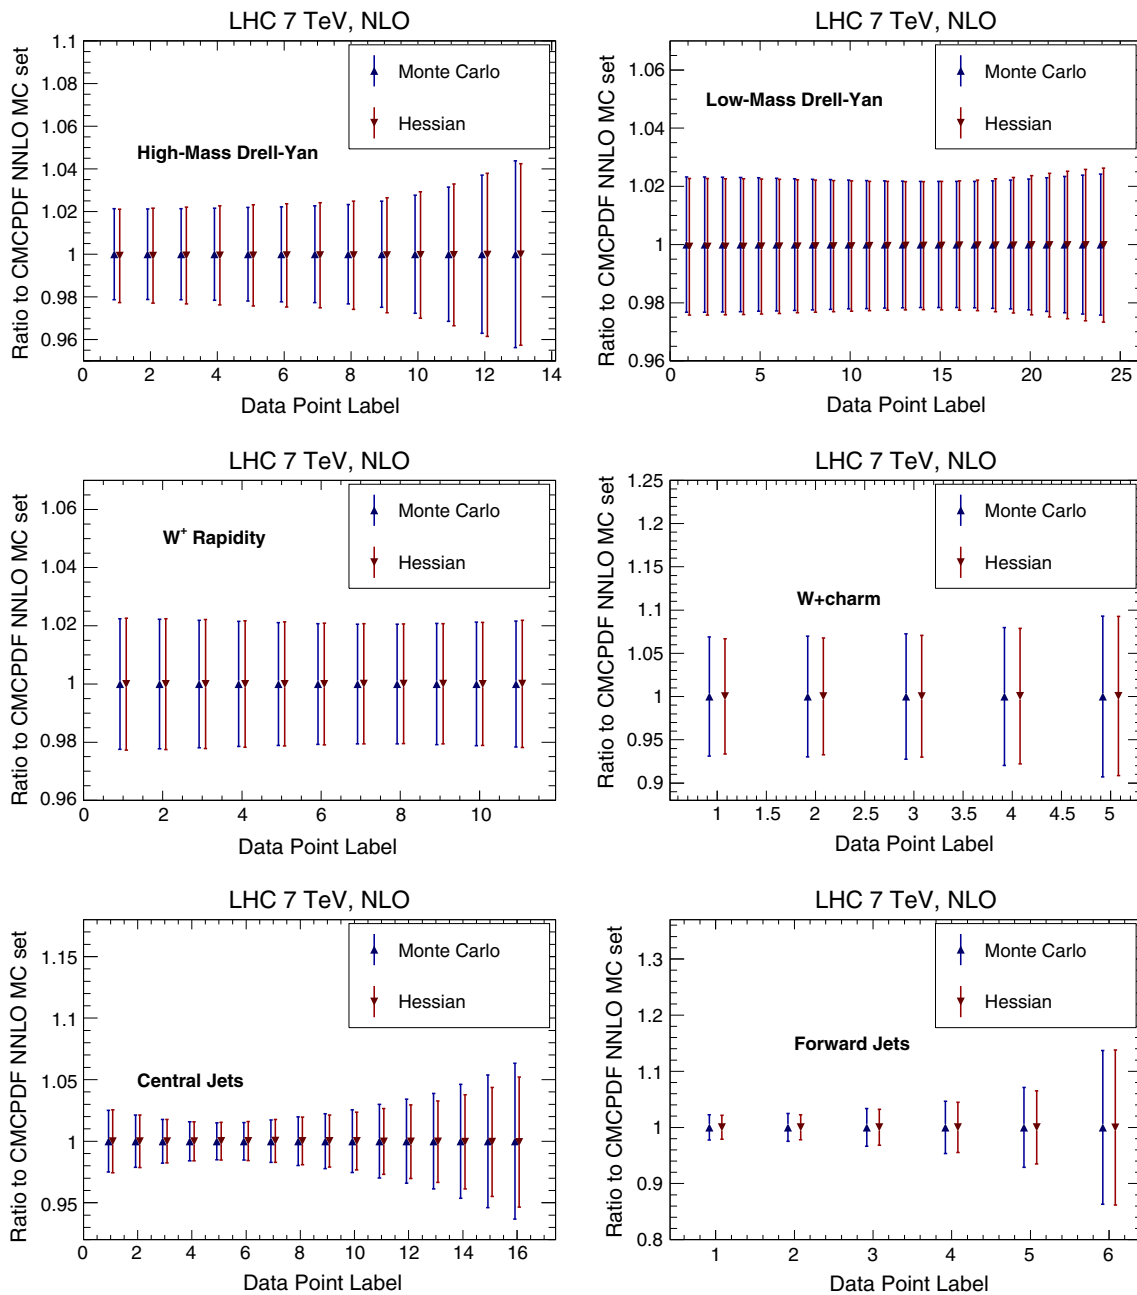 LHC 7 TeV, NLO
Ratio to CMCPDF NNLO MC set
1.1
1.08
1.06
1.04
1.02
1
0.98
0.96
Monte Carlo
Hessian
High-Mass Drell-Yan
0 2 4 6 8 10 12 14
Data Point Label
LHC 7 TeV, NLO
Ratio to CMCPDF NNLO MC set
1.06
1.04
1.02
1
0.98
0.96
Monte Carlo
Hessian
Low-Mass Drell-Yan
0 5 10 15 20 25
Data Point Label
LHC 7 TeV, NLO
Ratio to CMCPDF NNLO MC set
1.06
1.04
1.02
1
0.98
0.96
Monte Carlo
Hessian
W+ Rapidity
0 2 4 6 8 10
Data Point Label
LHC 7 TeV, NLO
Ratio to CMCPDF NNLO MC set
1.25
1.2
1.15
1.1
1.05
1
0.95
0.9
Monte Carlo
Hessian
W+charm
1 1.5 2 2.5 3 3.5 4 4.5 5
Data Point Label
LHC 7 TeV, NLO
Ratio to CMCPDF NNLO MC set
1.15
1.1
1.05
1
0.95
Monte Carlo
Hessian
Central Jets
0 2 4 6 8 10 12 14 16
Data Point Label
LHC 7 TeV, NLO
Ratio to CMCPDF NNLO MC set
1.3
1.2
1.1
1
0.9
0.8
Monte Carlo
Hessian
Forward Jets
1 2 3 4 5 6
Data Point Label